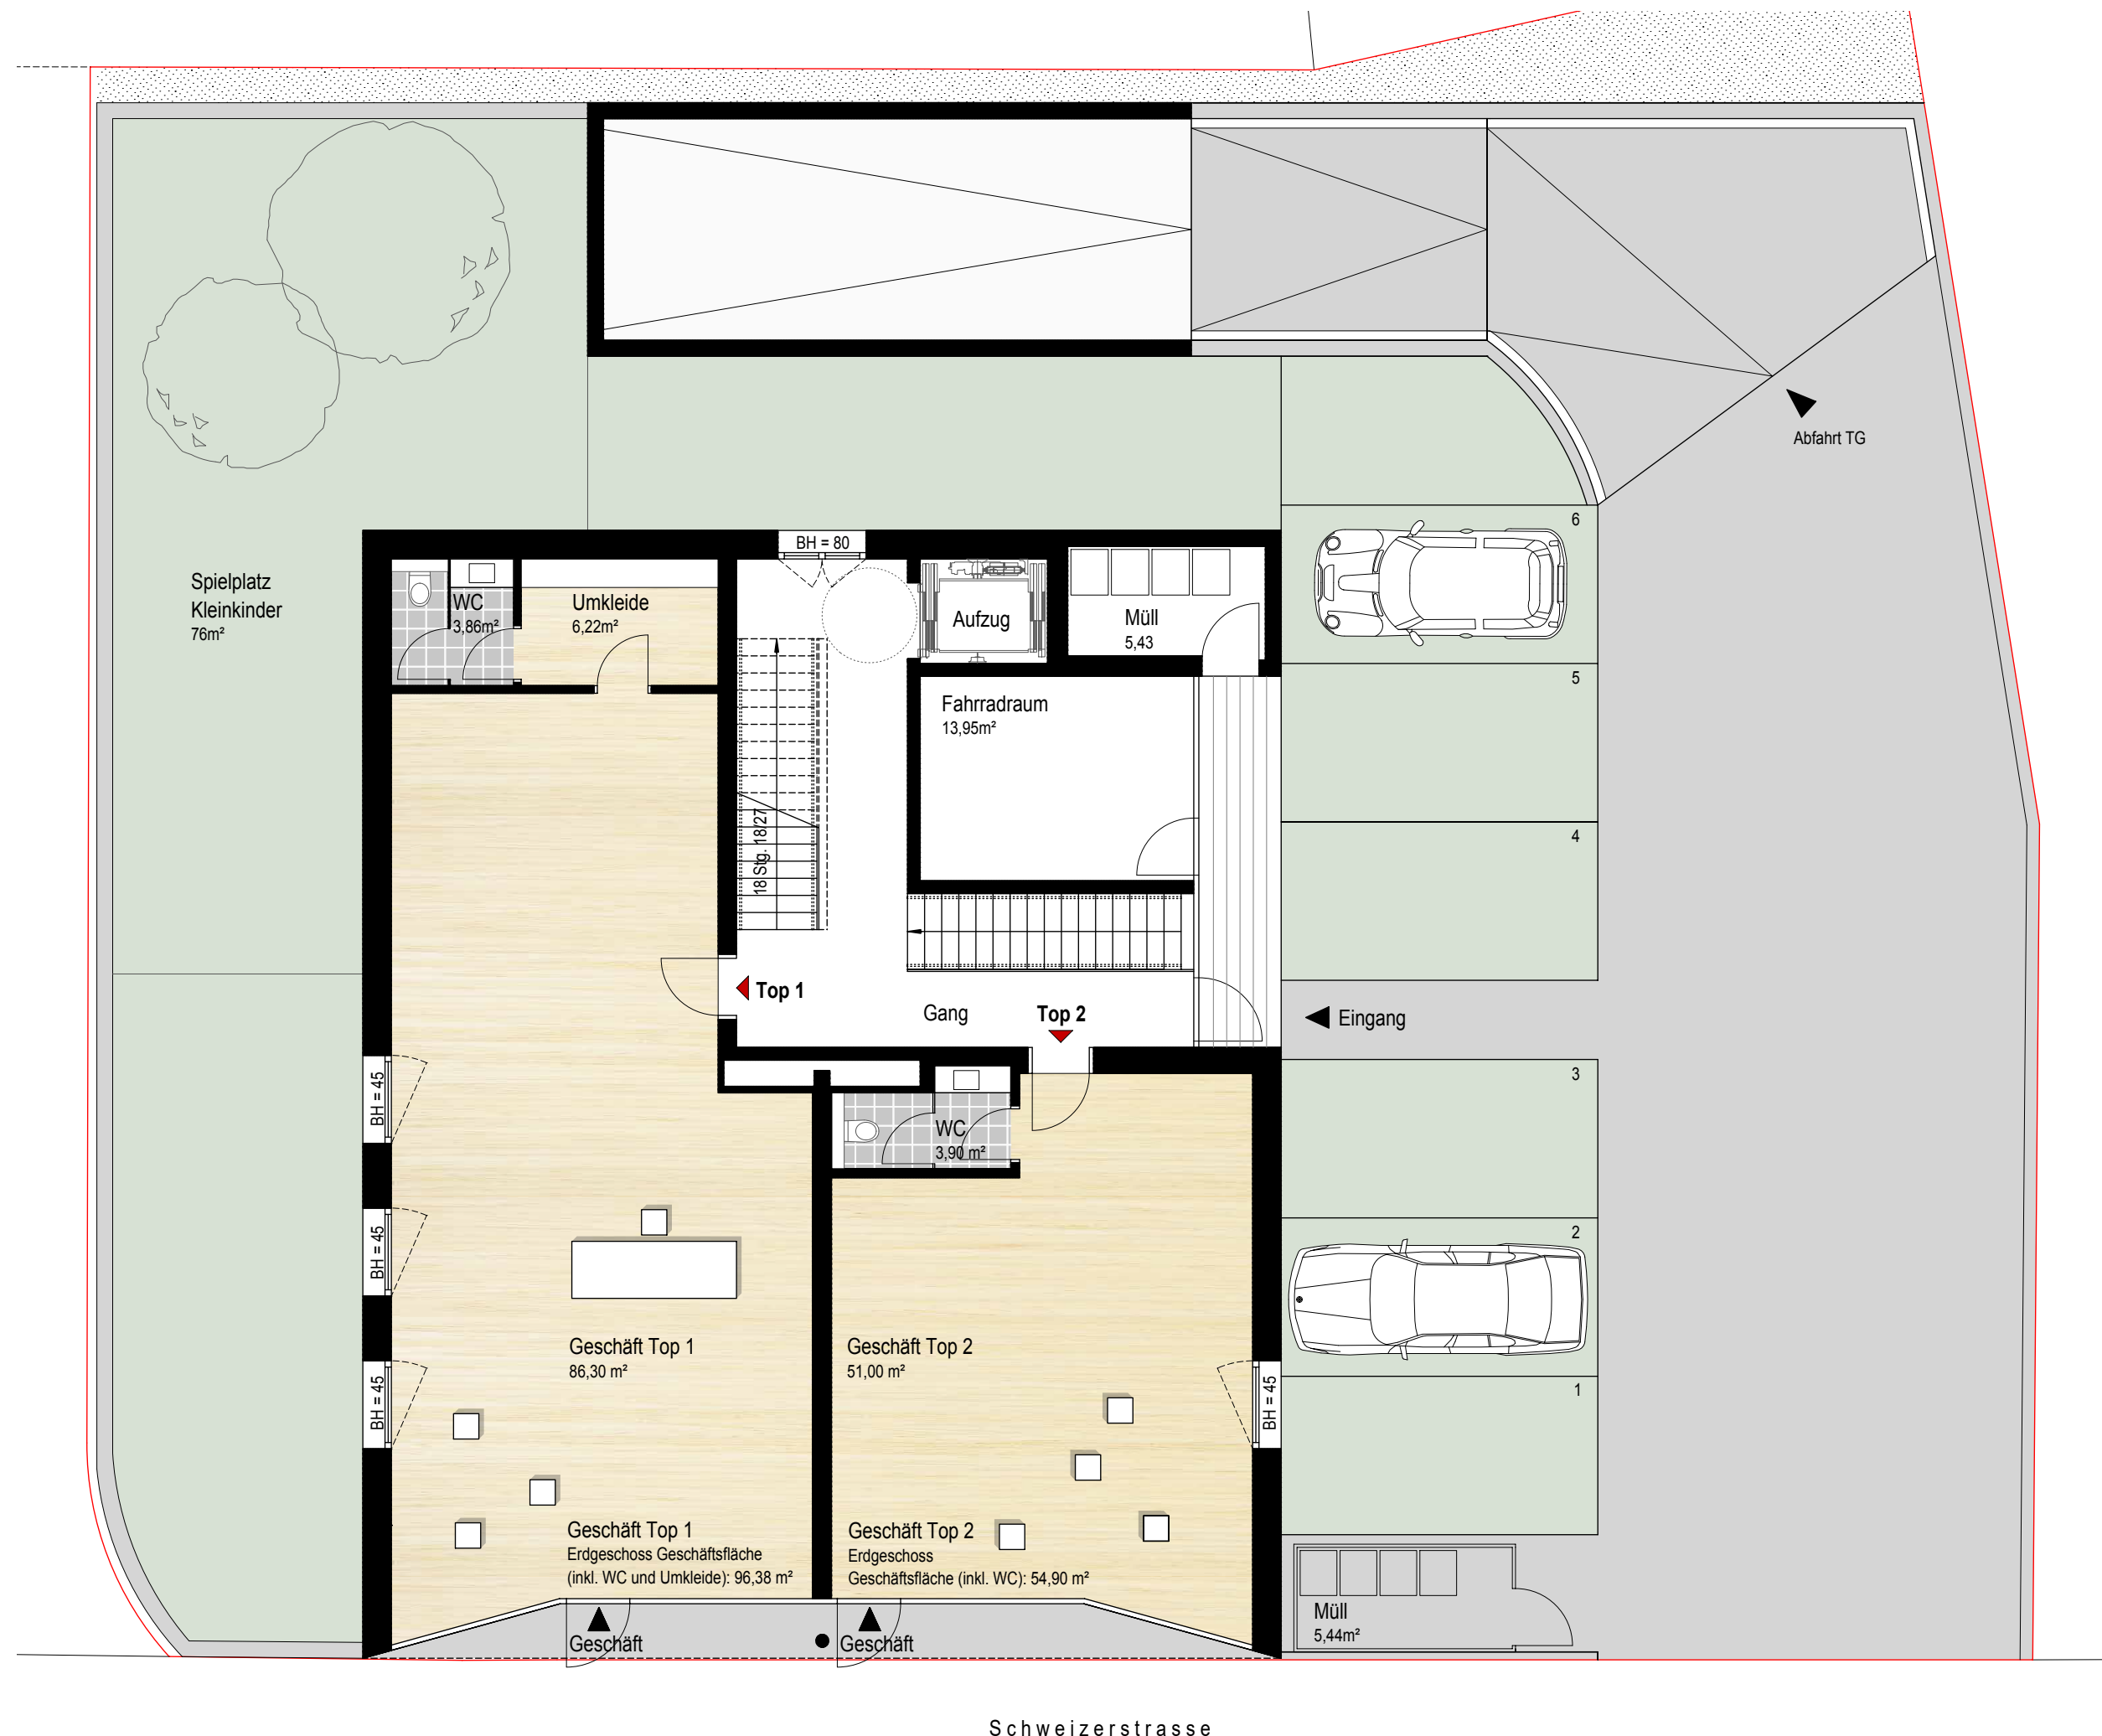 Abfahrt TG
6
BH = 80
Spielplatz
Kleinkinder
76m²
WC
3,86m²
Umkleide
6,22m²
Aufzug
Müll
5,43
5
Fahrradraum
13,95m²
4
18 Stg. 18/27
Top 1
Gang
Top 2
Eingang
3
BH = 45
WC
3,90 m²
2
BH = 45
Geschäft Top 1
86,30 m²
Geschäft Top 2
51,00 m²
1
BH = 45
BH = 45
Geschäft Top 1
Erdgeschoss Geschäftsfläche
(inkl. WC und Umkleide): 96,38 m²
Geschäft Top 2
Erdgeschoss
Geschäftsfläche (inkl. WC): 54,90 m²
Müll
5,44m²
Geschäft
Geschäft
Schweizerstrasse